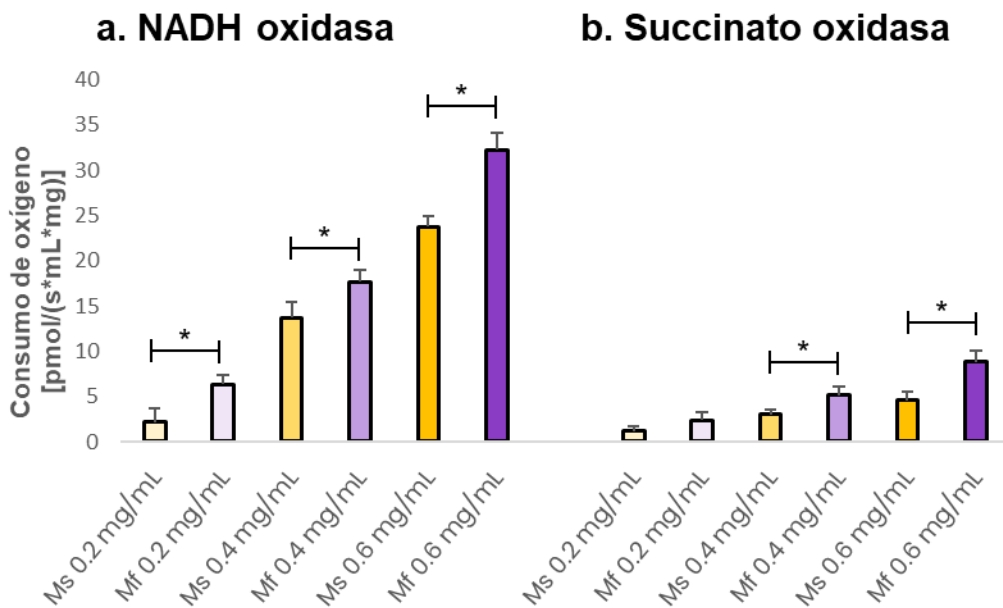 a. NADH oxidasa
b. Succinato oxidasa
Consumo de oxígeno
[pmol/(s*mL*mg)]
40
35
30
25
20
15
10
5
0
*
*
*
*
*
Ms 0.2 mg/mL
Mf 0.2 mg/mL
Ms 0.4 mg/mL
Mf 0.4 mg/mL
Ms 0.6 mg/mL
Mf 0.6 mg/mL
Ms 0.2 mg/mL
Mf 0.2 mg/mL
Ms 0.4 mg/mL
Mf 0.4 mg/mL
Ms 0.6 mg/mL
Mf 0.6 mg/mL